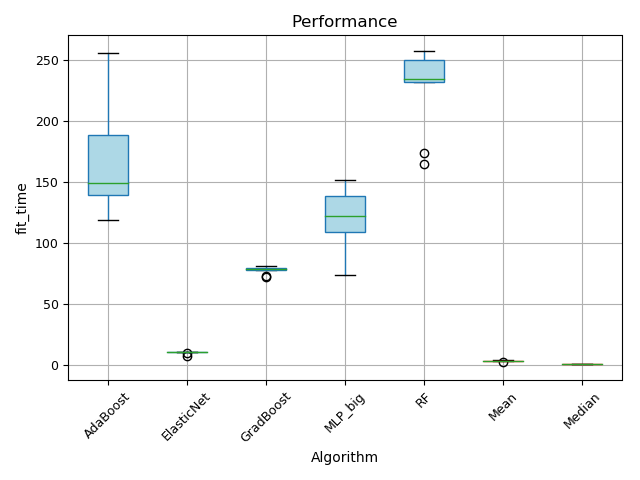 Performance
fit_time
250
200
150
100
50
0
AdaBoost
ElasticNet
GradBoost
MLP_big
RF
Mean
Median
Algorithm